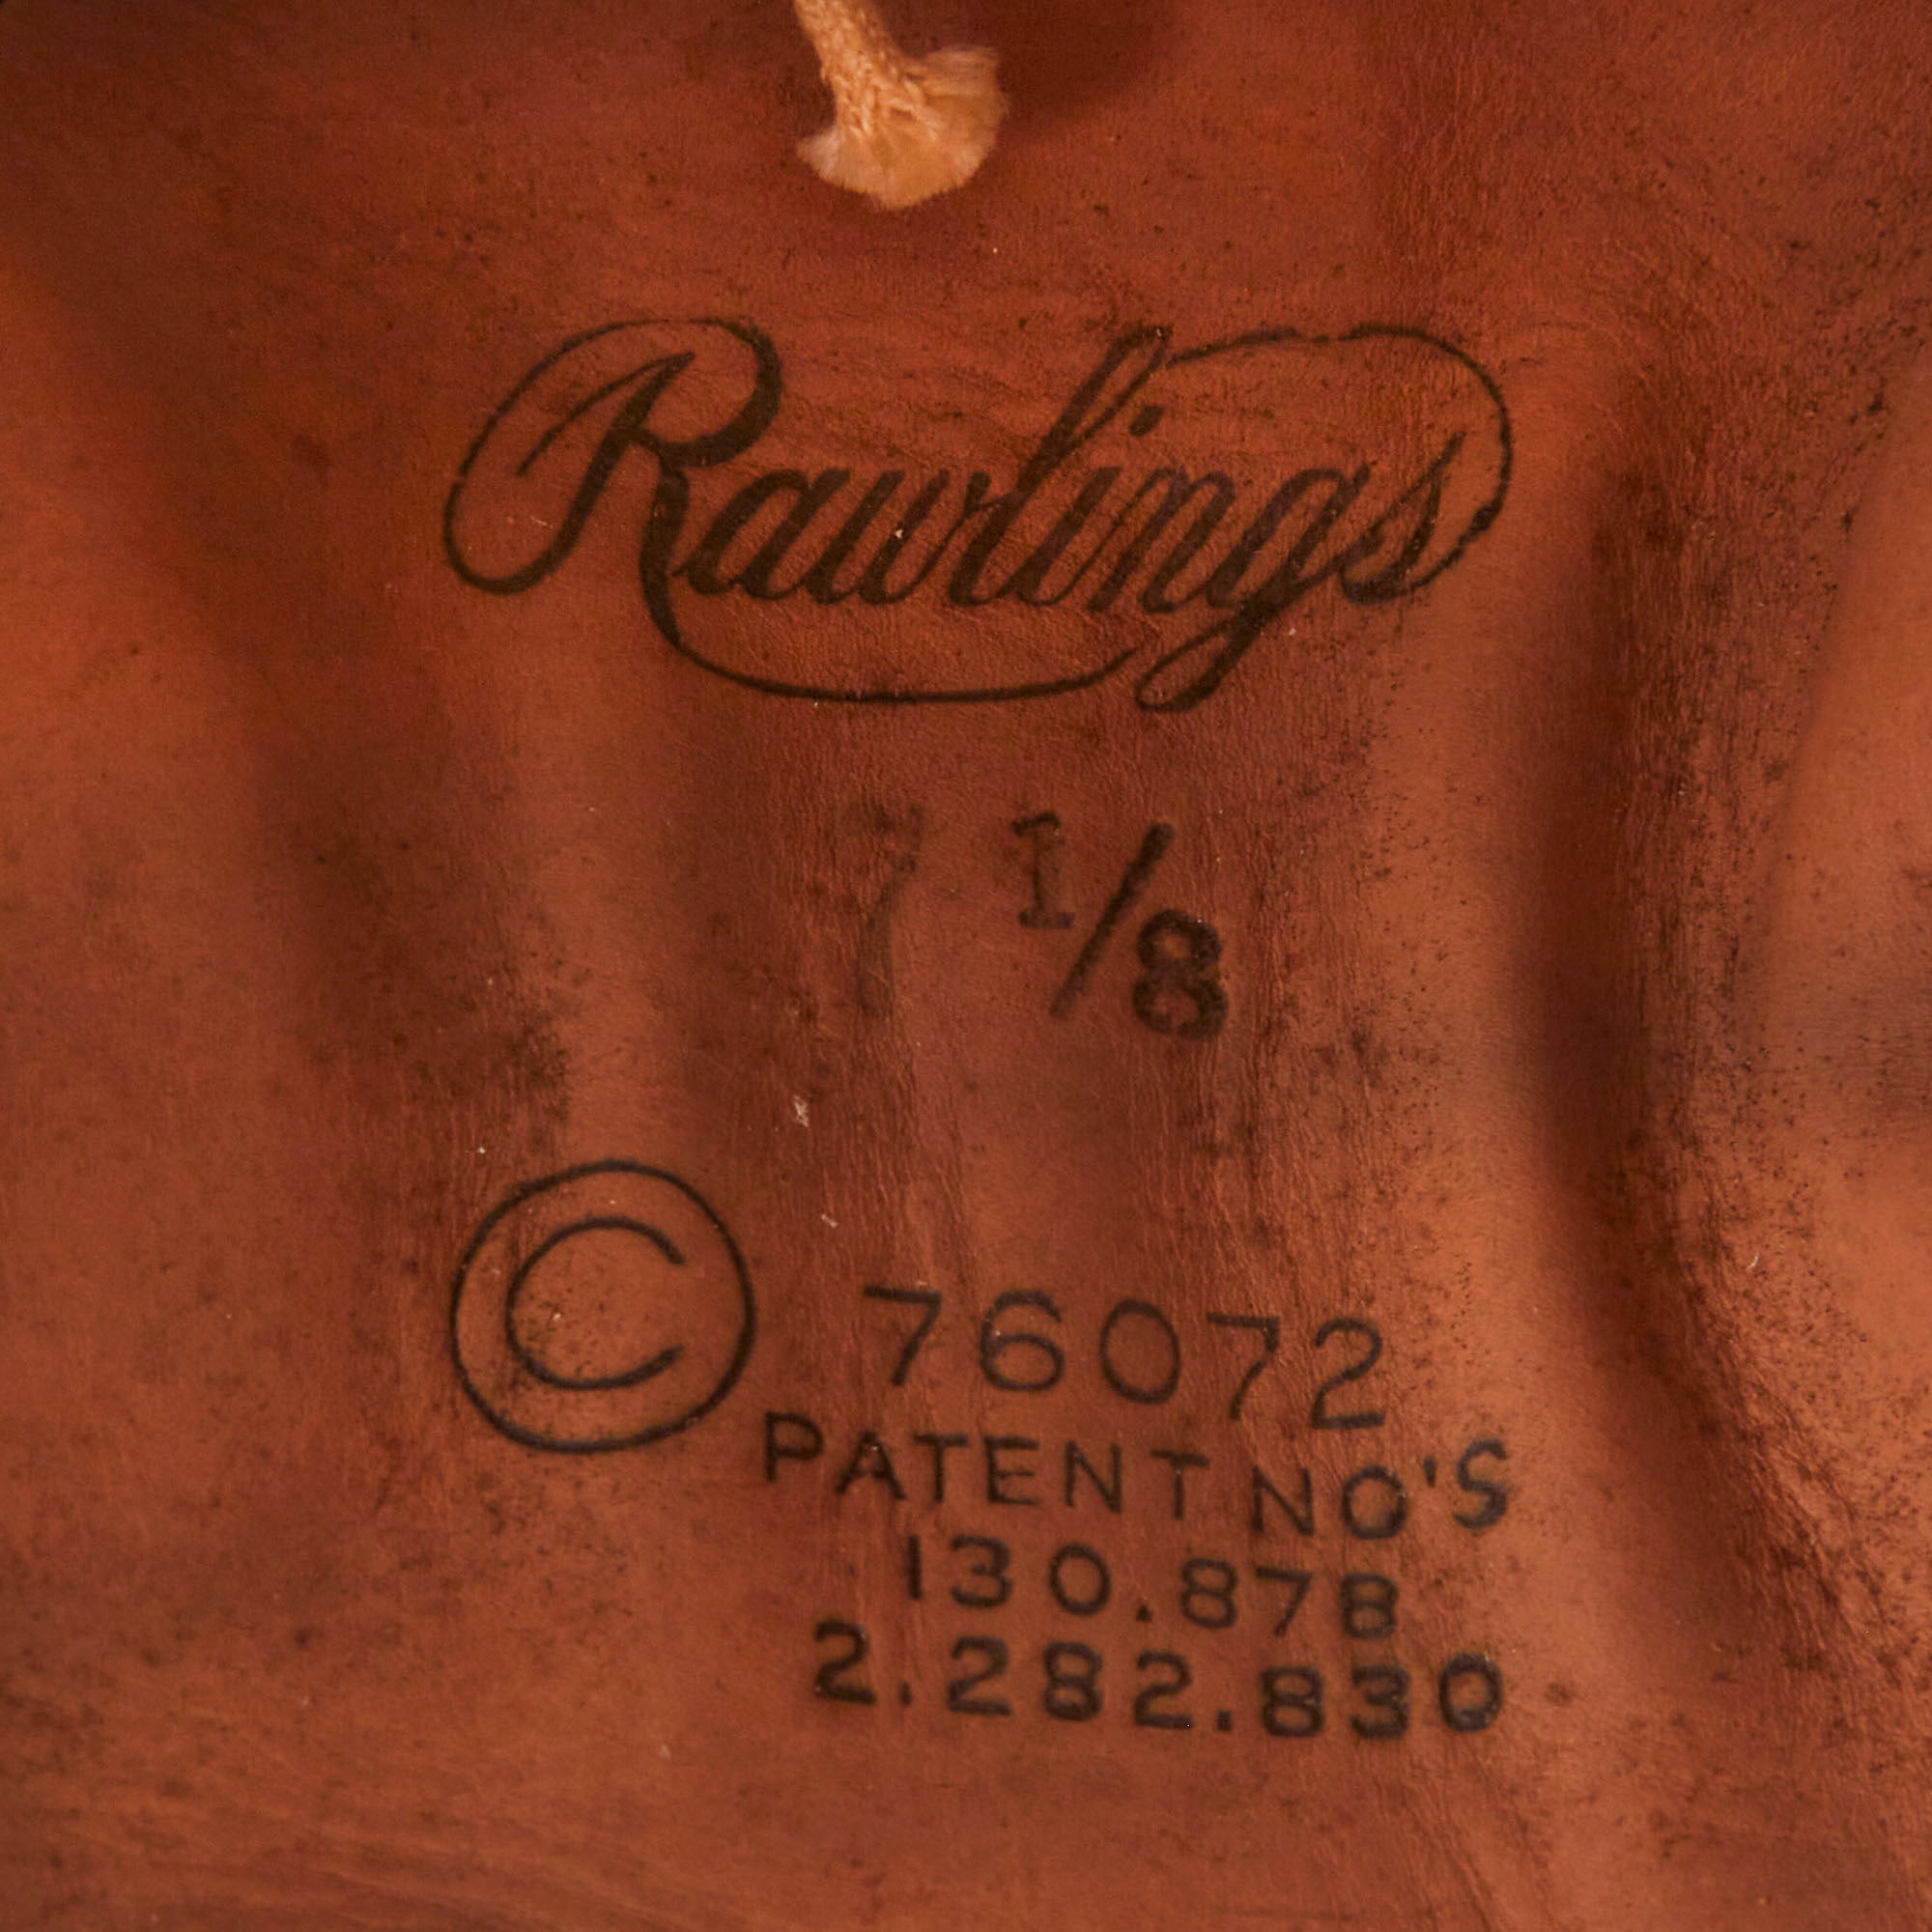 Rawlings
7 1/8
© 76072
PATENT NO'S
130.878
2.282.830